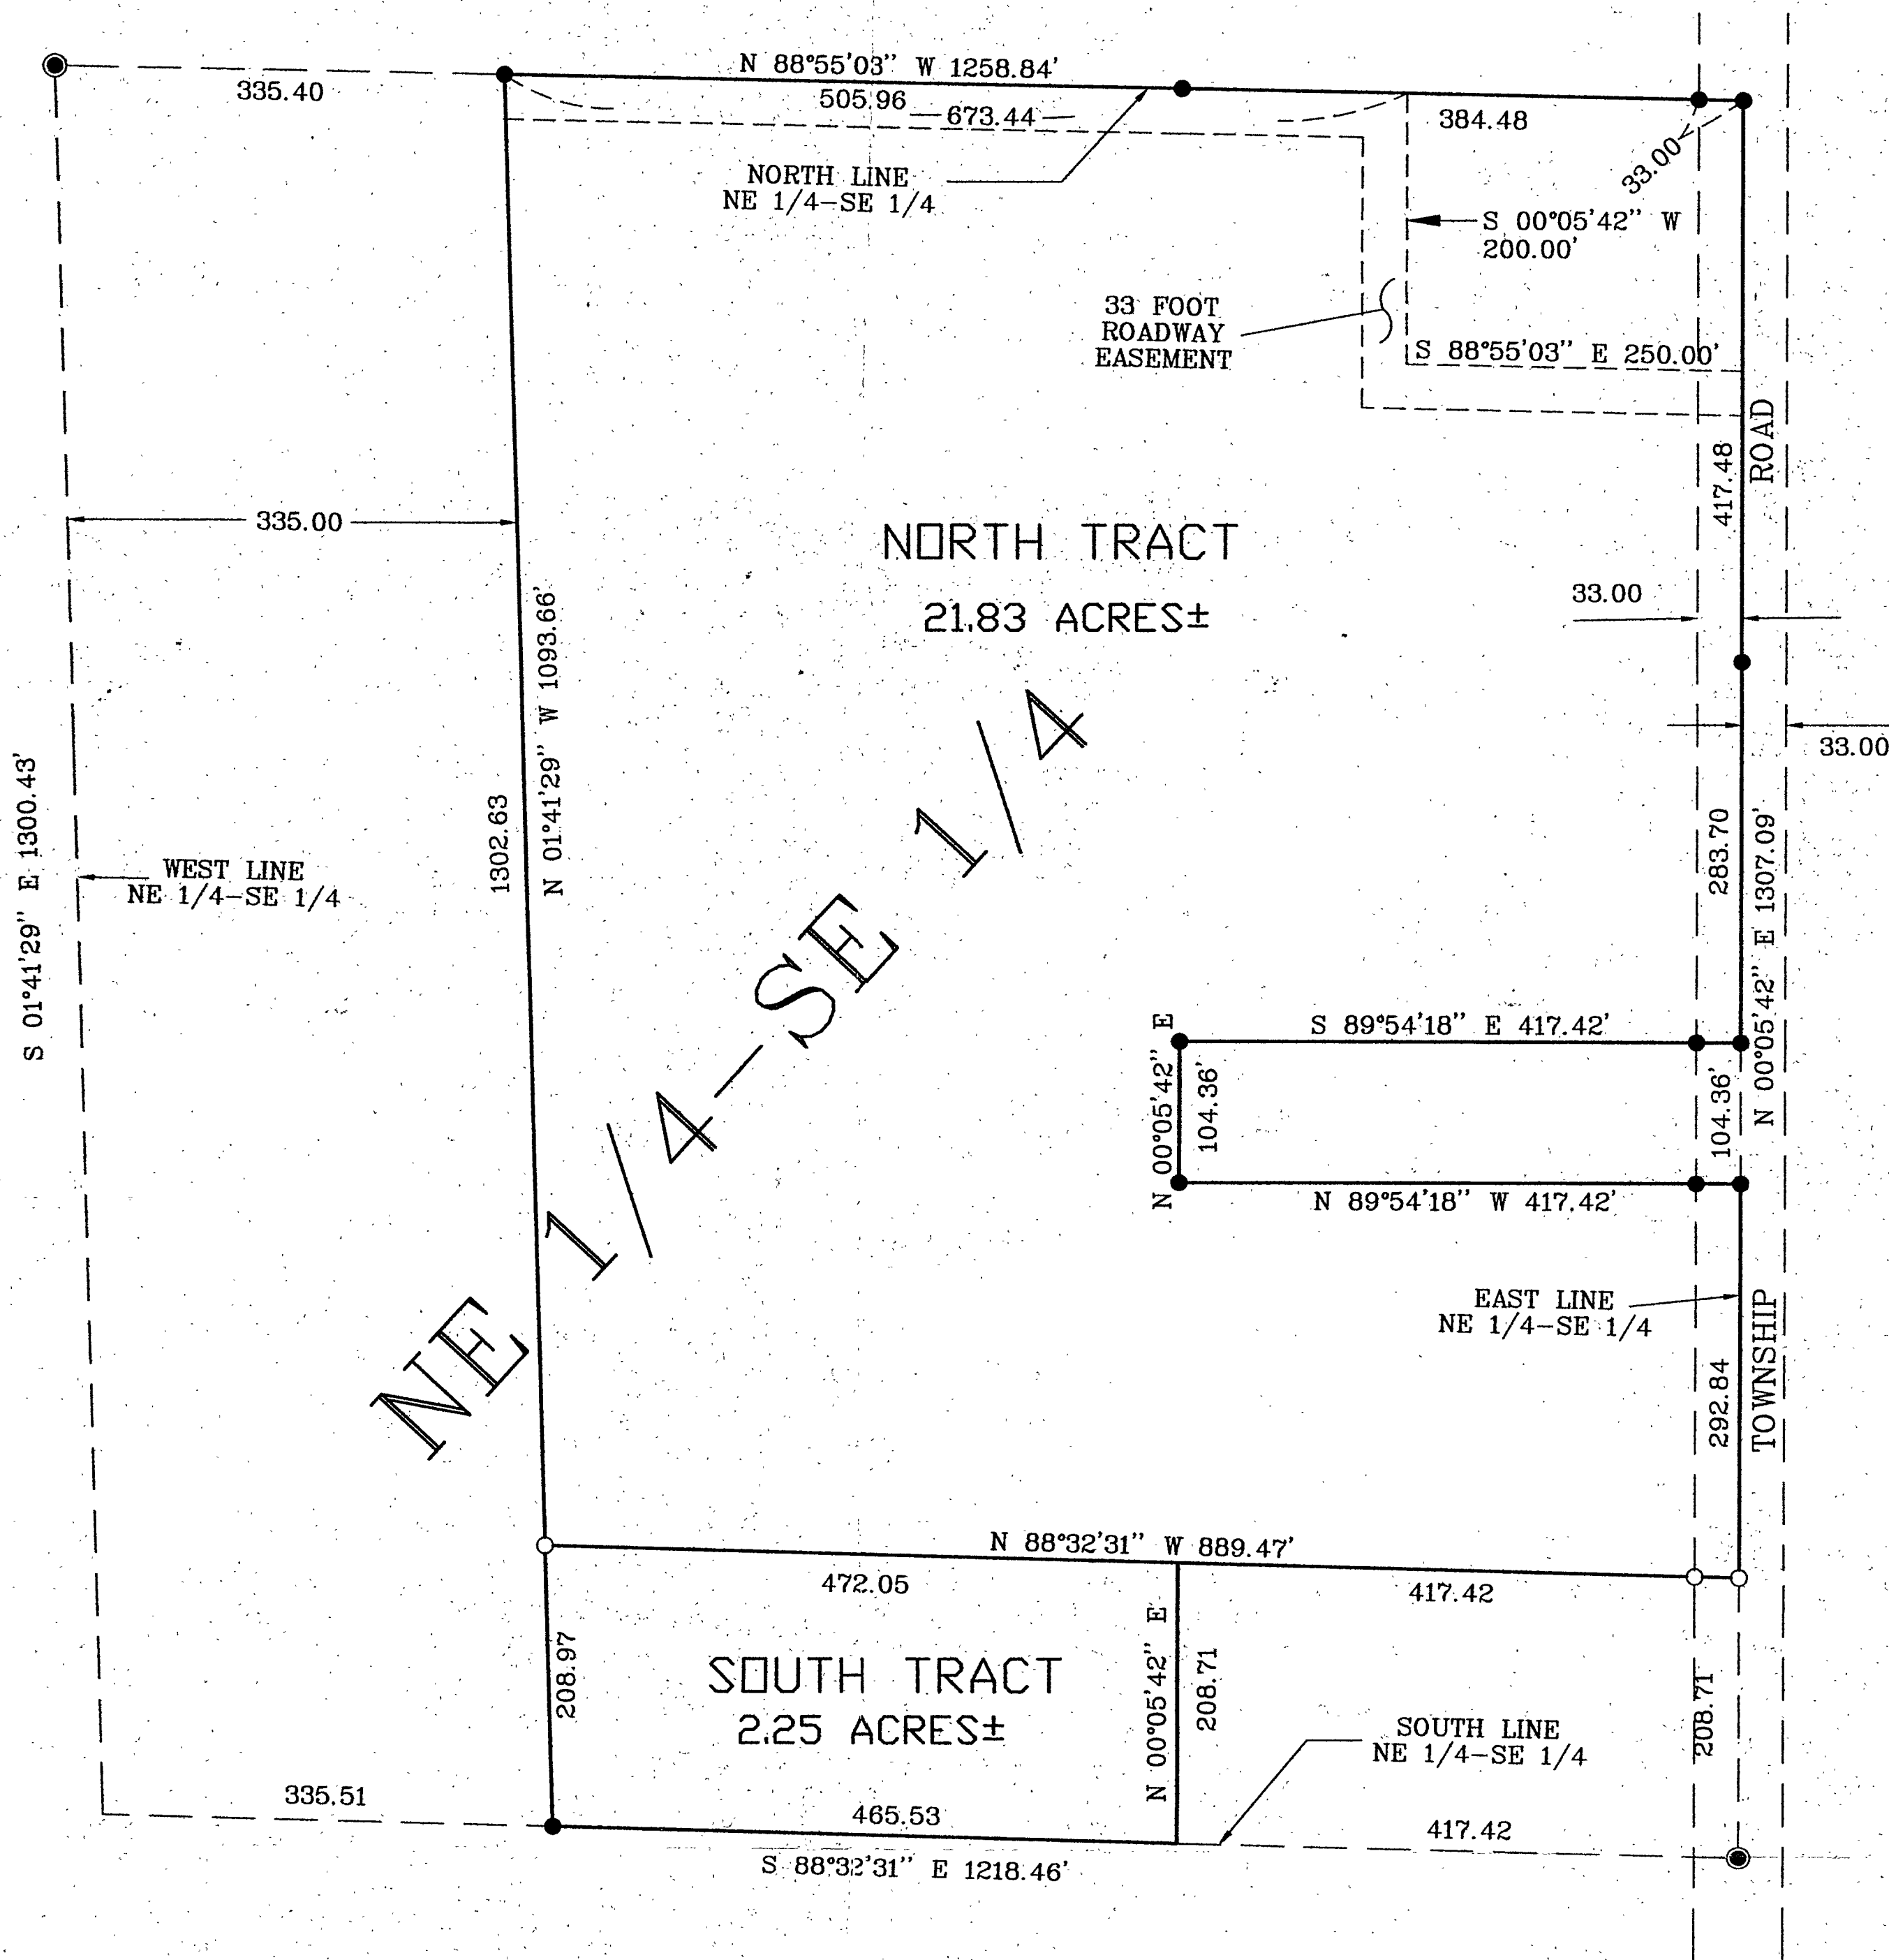 N 88°55'03" W 1258.84'
335.40
505.96
673.44
384.48
33.00
NORTH LINE
NE 1/4-SE 1/4
S 00°05'42" W
200.00'
33 FOOT
ROADWAY
EASEMENT
S 88°55'03" E 250.00'
ROAD
417.48
335.00
NORTH TRACT
21.83 ACRES±
33.00
33.00
N 01°41'29" W 1093.66'
1302.63
S 01°41'29" E 1300.43'
WEST LINE
NE 1/4-SE 1/4
NE 1/4-SE 1/4
283.70
N 00°05'42" E 1307.09'
S 89°54'18" E 417.42'
N 00°05'42" E
104.36'
104.36'
N 89°54'18" W 417.42'
EAST LINE
NE 1/4-SE 1/4
TOWNSHIP
292.84
N 88°32'31" W 889.47'
472.05
417.42
208.97
SOUTH TRACT
2.25 ACRES±
N 00°05'42" E
208.71
208.71
SOUTH LINE
NE 1/4-SE 1/4
335.51
465.53
417.42
S 88°32'31" E 1218.46'